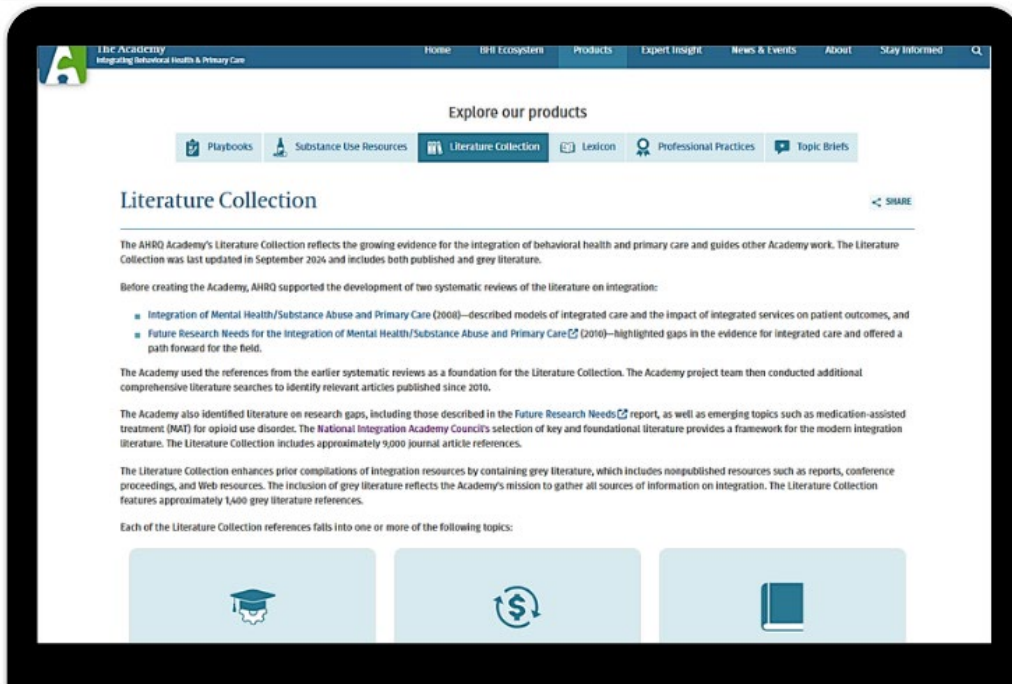 The Academy
Integrating Behavioral Health & Primary Care
Home BHI Ecosystem Products Expert Insight News & Events About Stay Informed
Explore our products
Playbooks Substance Use Resources Literature Collection Lexicon Professional Practices Topic Briefs
Literature Collection
SHARE
The AHRQ Academy's Literature Collection reflects the growing evidence for the integration of behavioral health and primary care and guides other Academy work. The Literature
Collection was last updated in September 2024 and includes both published and grey literature.
Before creating the Academy, AHRQ supported the development of two systematic reviews of the literature on integration:
Integration of Mental Health/Substance Abuse and Primary Care (2008)—described models of integrated care and the impact of integrated services on patient outcomes, and
Future Research Needs for the Integration of Mental Health/Substance Abuse and Primary Care (2010)—highlighted gaps in the evidence for integrated care and offered a
path forward for the field.
The Academy used the references from the earlier systematic reviews as a foundation for the Literature Collection. The Academy project team then conducted additional
comprehensive literature searches to identify relevant articles published since 2010.
The Academy also identified literature on research gaps, including those described in the Future Research Needs report, as well as emerging topics such as medication-assisted
treatment (MAT) for opioid use disorder. The National Integration Academy Council's selection of key and foundational literature provides a framework for the modern integration
literature. The Literature Collection includes approximately 9,000 journal article references.
The Literature Collection enhances prior compilations of integration resources by containing grey literature, which includes nonpublished resources such as reports, conference
proceedings, and Web resources. The inclusion of grey literature reflects the Academy's mission to gather all sources of information on integration. The Literature Collection
features approximately 1,400 grey literature references.
Each of the Literature Collection references falls into one or more of the following topics: